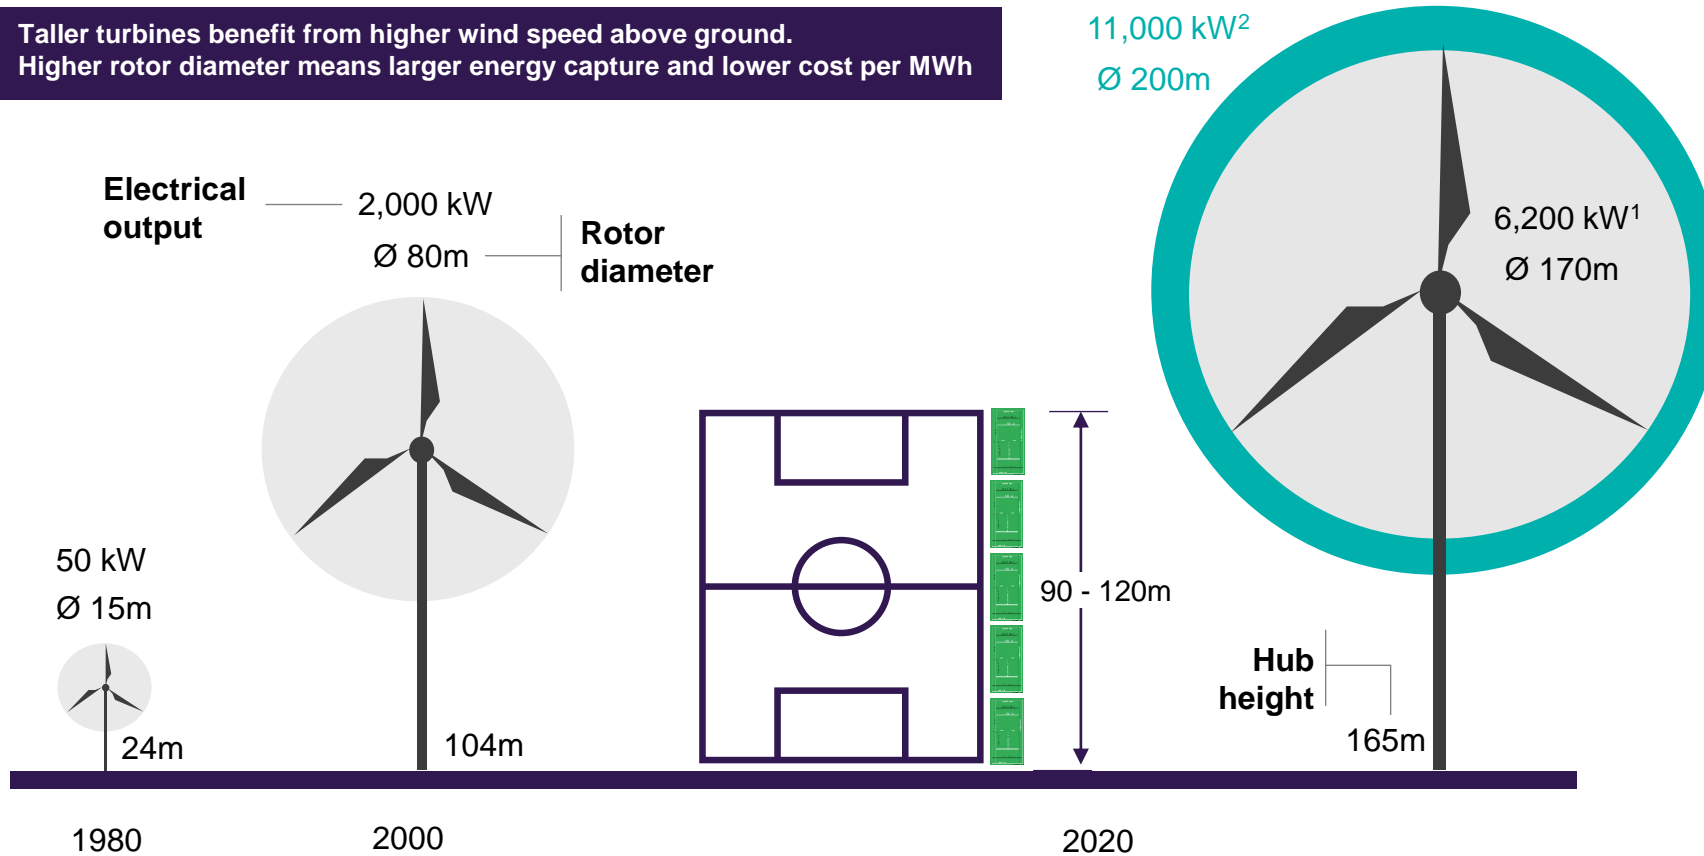 Taller turbines benefit from higher wind speed above ground.
Higher rotor diameter means larger energy capture and lower cost per MWh
11,000 kW²
Ø 200m
Electrical
output
2,000 kW
Ø 80m
Rotor
diameter
6,200 kW¹
Ø 170m
50 kW
Ø 15m
90 - 120m
Hub
height
24m
104m
165m
1980
2000
2020